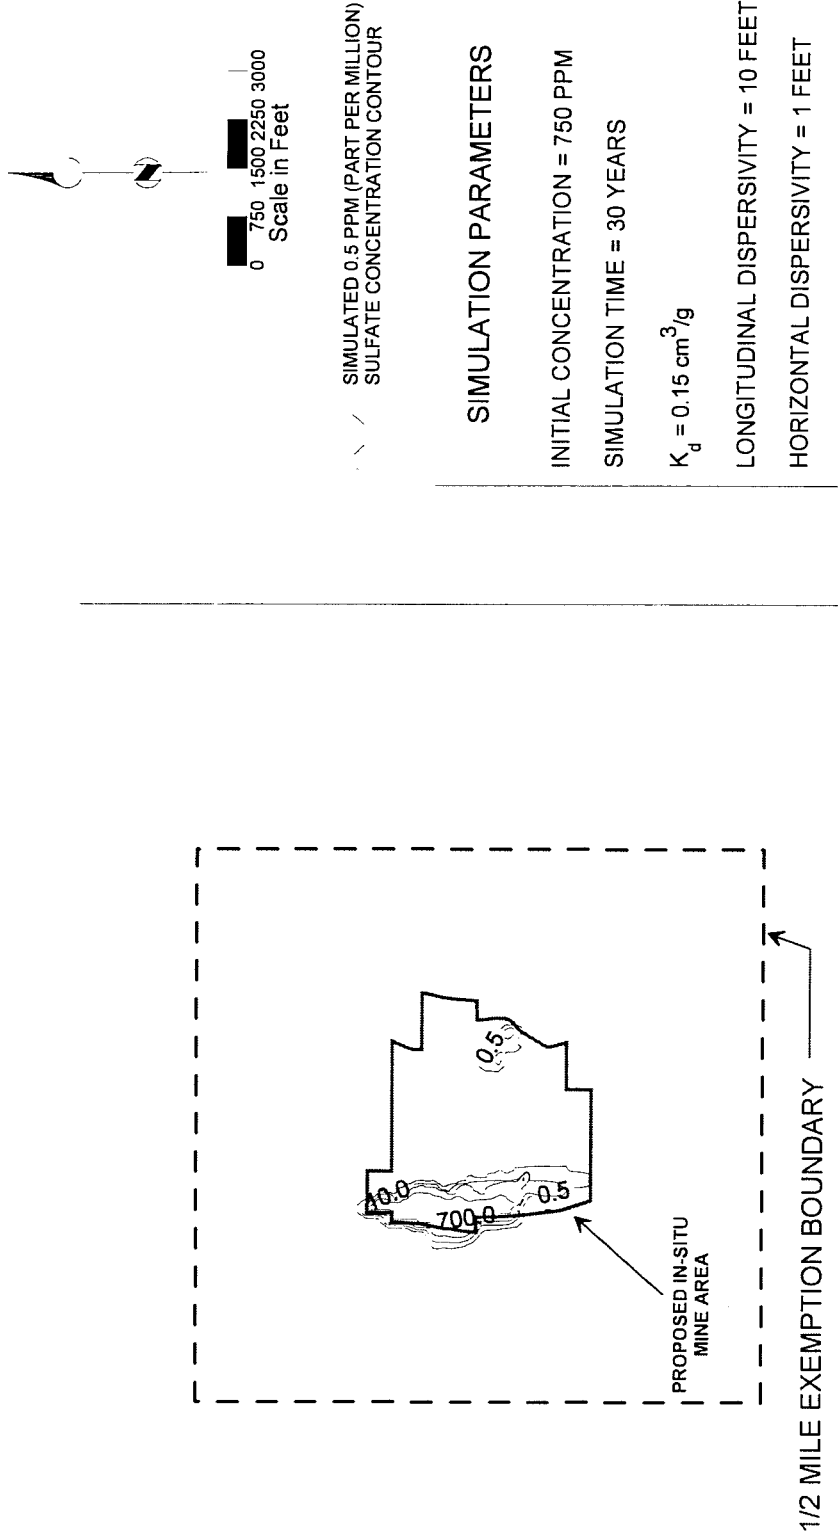 0 750 1500 2250 3000
Scale in Feet
SIMULATED 0.5 PPM (PART PER MILLION)
SULFATE CONCENTRATION CONTOUR
SIMULATION PARAMETERS
INITIAL CONCENTRATION = 750 PPM
SIMULATION TIME = 30 YEARS
K_d = 0.15 cm³/g
LONGITUDINAL DISPERSIVITY = 10 FEET
HORIZONTAL DISPERSIVITY = 1 FEET
10.0
700.0
0.5
0.5
PROPOSED IN-SITU
MINE AREA
1/2 MILE EXEMPTION BOUNDARY